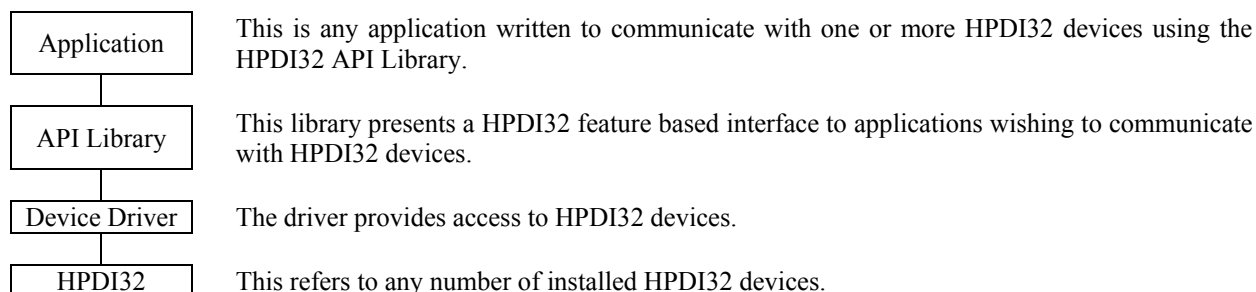 Application
This is any application written to communicate with one or more HPDI32 devices using the
HPDI32 API Library.
API Library
This library presents a HPDI32 feature based interface to applications wishing to communicate
with HPDI32 devices.
Device Driver
The driver provides access to HPDI32 devices.
HPDI32
This refers to any number of installed HPDI32 devices.